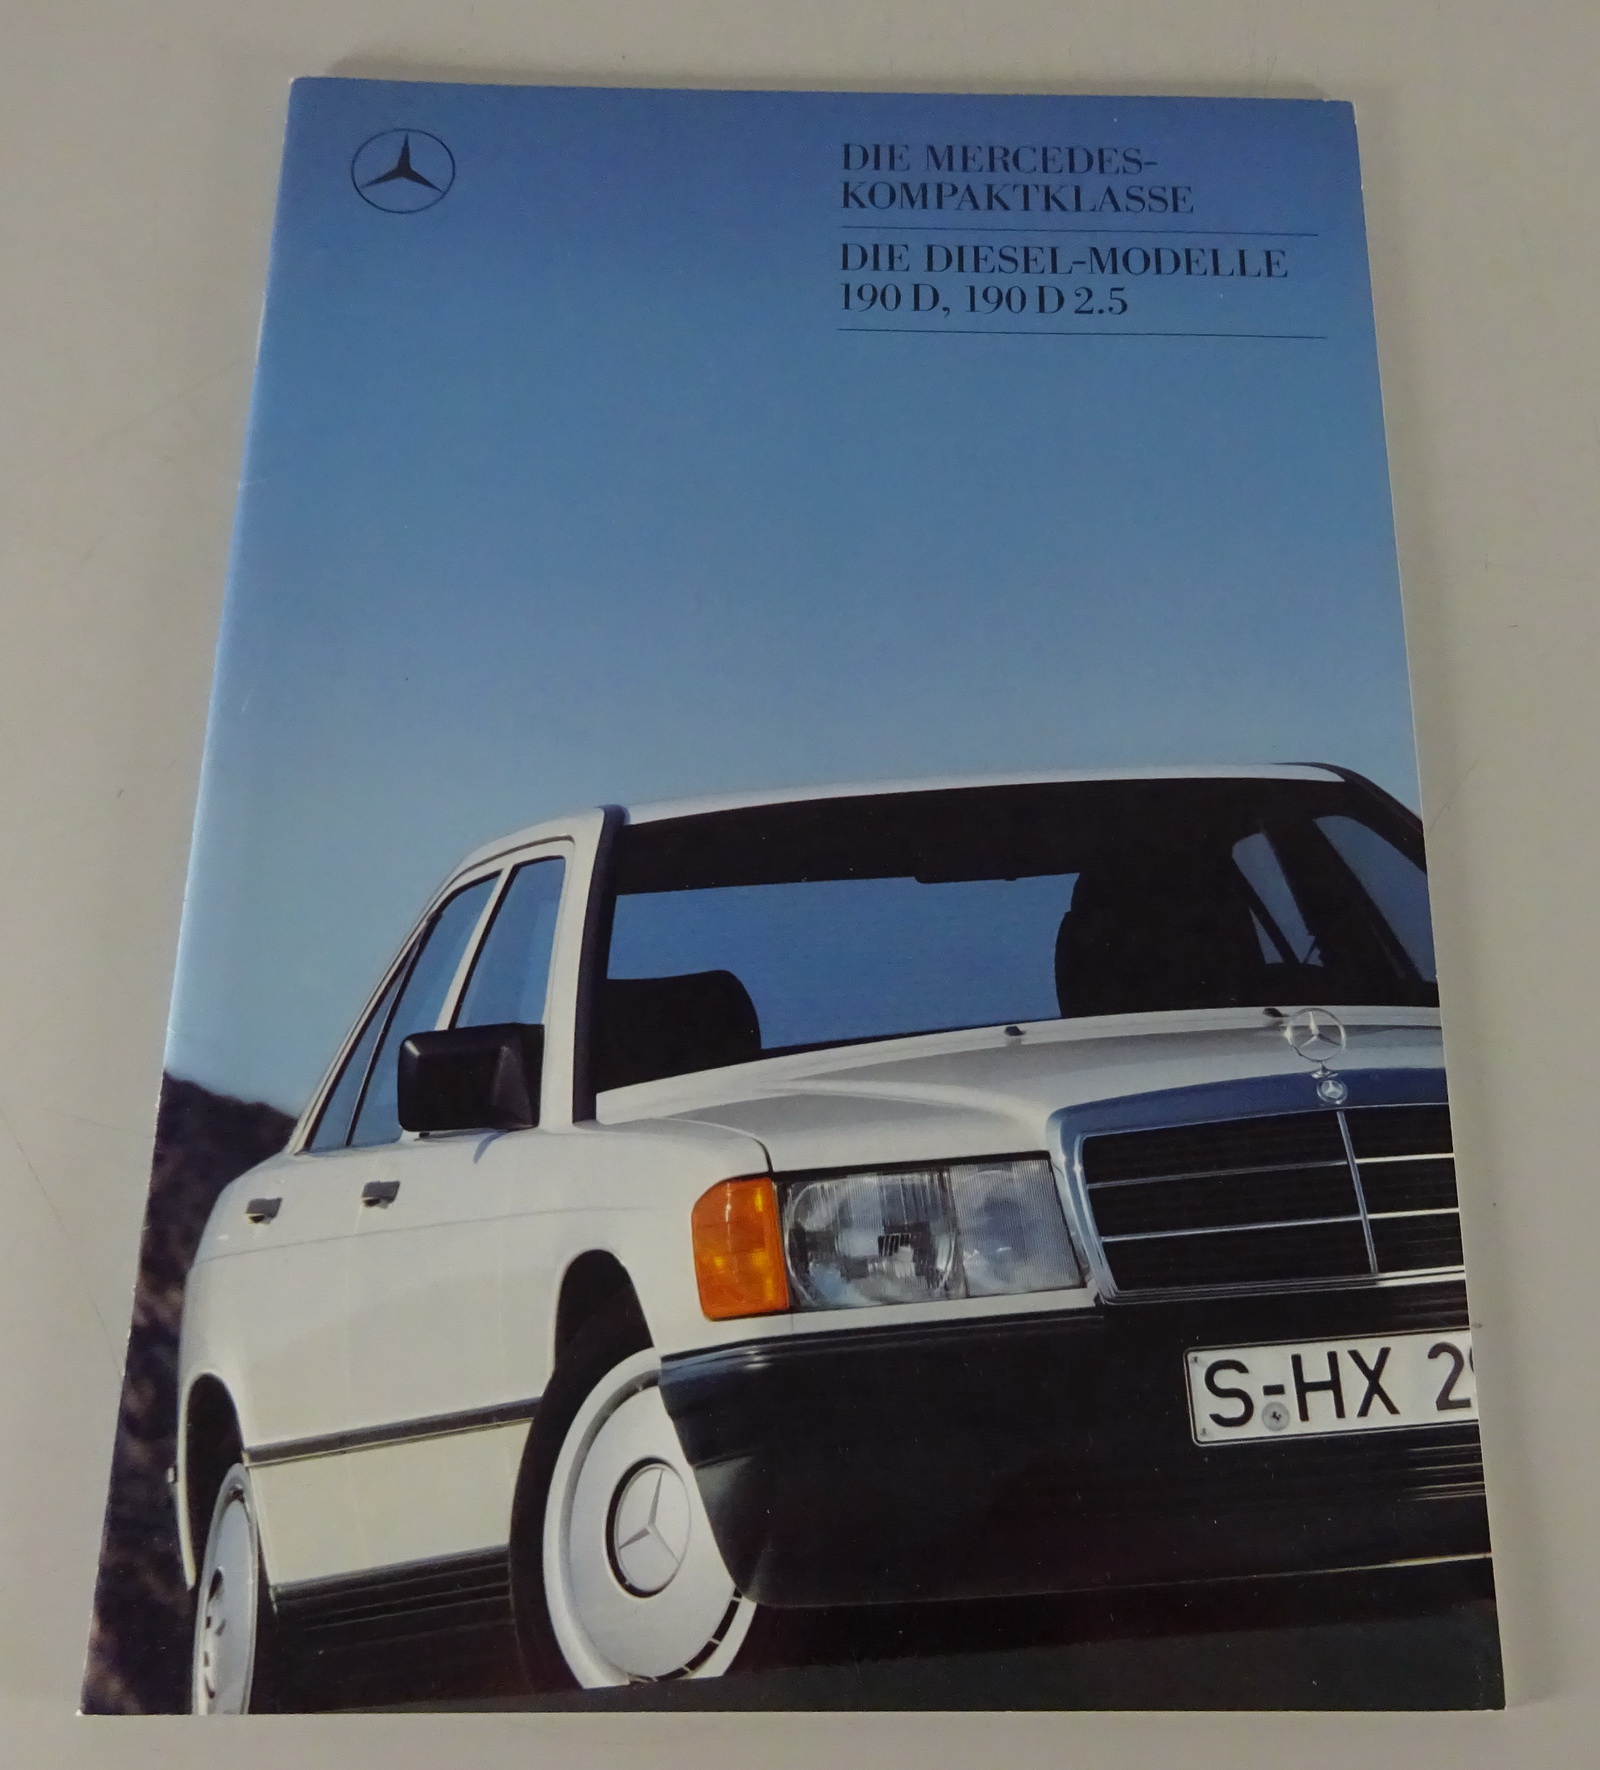 DIE MERCEDES-
KOMPAKTKLASSE
DIE DIESEL-MODELLE
190 D, 190 D 2.5
S-HX 2